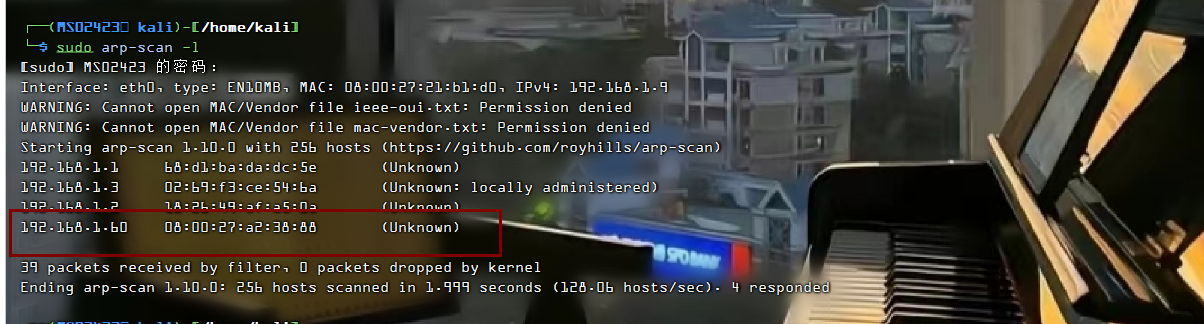 ┌──(MS02423㉿ kali)-[/home/kali]
└─$ sudo arp-scan -l
[sudo] MS02423 的密码：
Interface: eth0, type: EN10MB, MAC: 08:00:27:21:b1:d0, IPv4: 192.168.1.9
WARNING: Cannot open MAC/Vendor file ieee-oui.txt: Permission denied
WARNING: Cannot open MAC/Vendor file mac-vendor.txt: Permission denied
Starting arp-scan 1.10.0 with 256 hosts (https://github.com/royhills/arp-scan)
192.168.1.1 68:d1:ba:da:dc:5e (Unknown)
192.168.1.3 02:69:f3:ce:54:6a (Unknown: locally administered)
192.168.1.2 18:26:49:af:a5:0a (Unknown)
192.168.1.60 08:00:27:a2:38:88 (Unknown)
39 packets received by filter, 0 packets dropped by kernel
Ending arp-scan 1.10.0: 256 hosts scanned in 1.999 seconds (128.06 hosts/sec). 4 responded